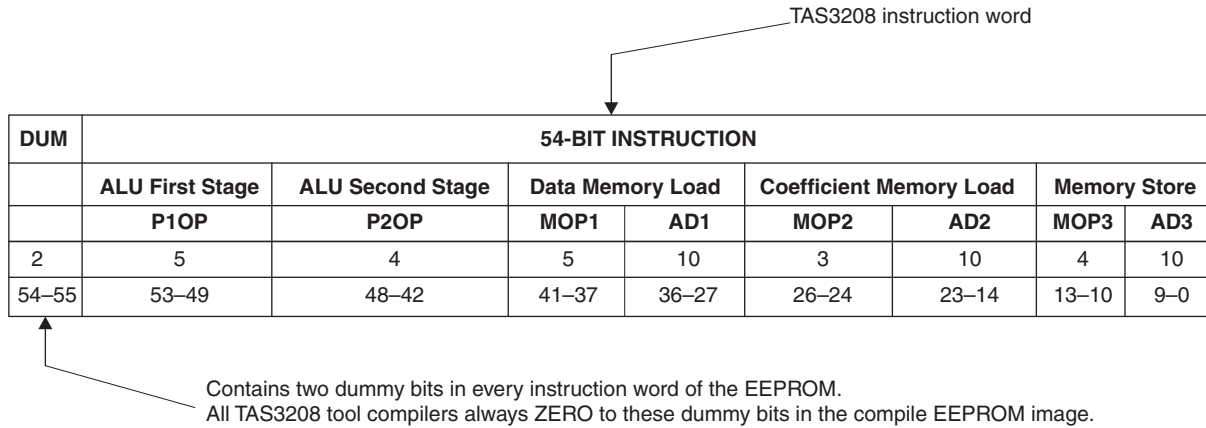 TAS3208 instruction word
DUM 54-BIT INSTRUCTION
ALU First Stage ALU Second Stage Data Memory Load Coefficient Memory Load Memory Store
P1OP P2OP MOP1 AD1 MOP2 AD2 MOP3 AD3
2 5 4 5 10 3 10 4 10
54–55 53–49 48–42 41–37 36–27 26–24 23–14 13–10 9–0
Contains two dummy bits in every instruction word of the EEPROM.
All TAS3208 tool compilers always ZERO to these dummy bits in the compile EEPROM image.